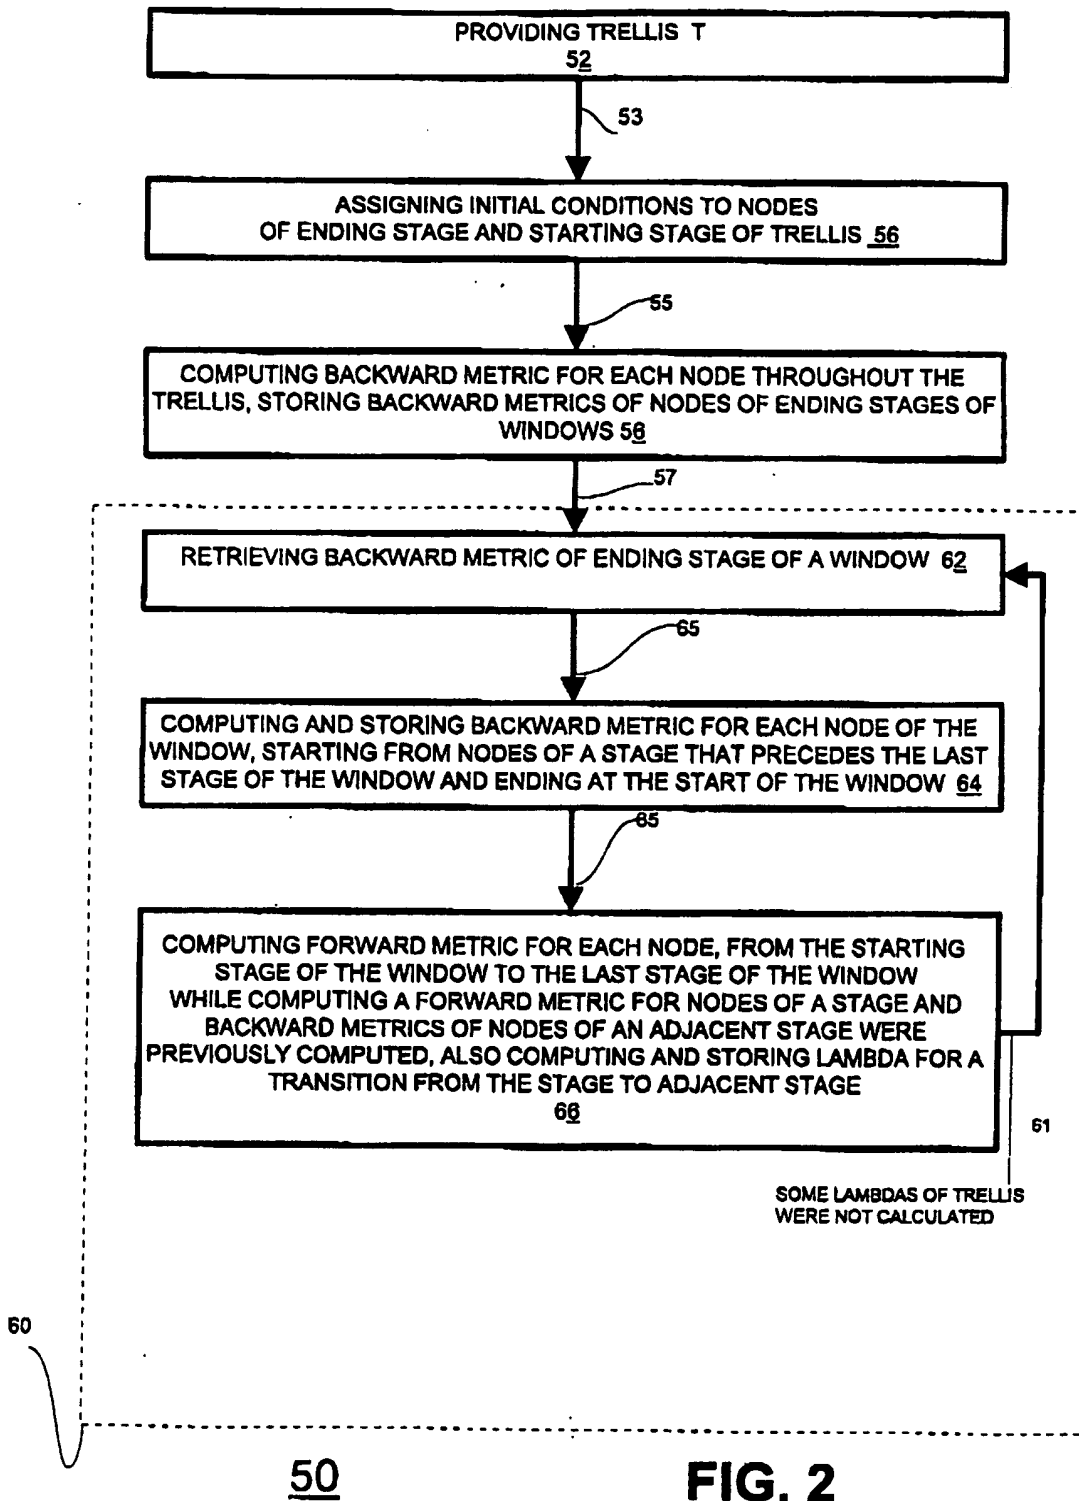 PROVIDING TRELLIS T
52
53
ASSIGNING INITIAL CONDITIONS TO NODES
OF ENDING STAGE AND STARTING STAGE OF TRELLIS 56
55
COMPUTING BACKWARD METRIC FOR EACH NODE THROUGHOUT THE
TRELLIS, STORING BACKWARD METRICS OF NODES OF ENDING STAGES OF
WINDOWS 56
57
RETRIEVING BACKWARD METRIC OF ENDING STAGE OF A WINDOW 62
65
COMPUTING AND STORING BACKWARD METRIC FOR EACH NODE OF THE
WINDOW, STARTING FROM NODES OF A STAGE THAT PRECEDES THE LAST
STAGE OF THE WINDOW AND ENDING AT THE START OF THE WINDOW 64
65
COMPUTING FORWARD METRIC FOR EACH NODE, FROM THE STARTING
STAGE OF THE WINDOW TO THE LAST STAGE OF THE WINDOW
WHILE COMPUTING A FORWARD METRIC FOR NODES OF A STAGE AND
BACKWARD METRICS OF NODES OF AN ADJACENT STAGE WERE
PREVIOUSLY COMPUTED, ALSO COMPUTING AND STORING LAMBDA FOR A
TRANSITION FROM THE STAGE TO ADJACENT STAGE
66
61
SOME LAMBDAS OF TRELLIS
WERE NOT CALCULATED
60
50
FIG. 2